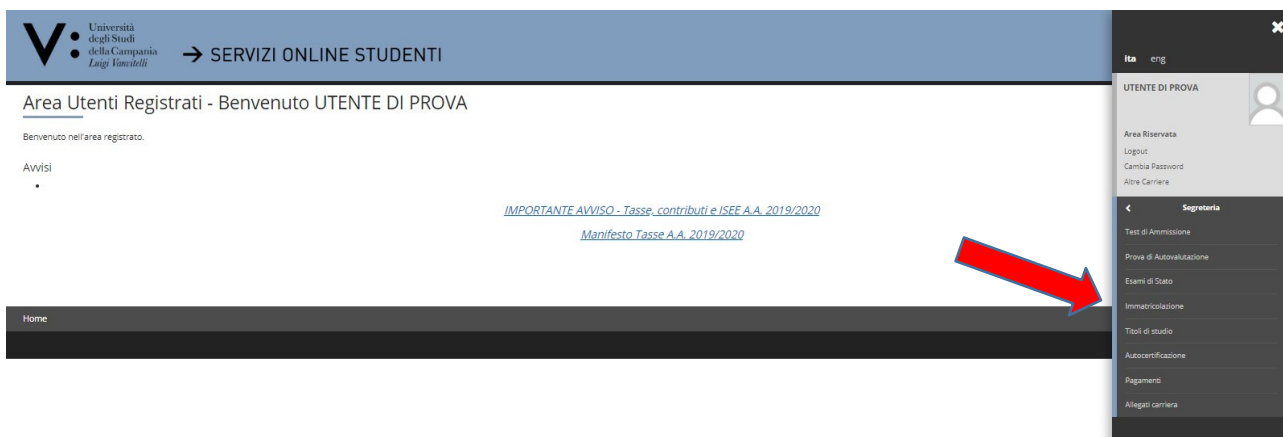 V:
Università
degli Studi
della Campania
Luigi Vanvitelli
→ SERVIZI ONLINE STUDENTI
Area Utenti Registrati - Benvenuto UTENTE DI PROVA
Benvenuto nell'area registrato.
Avvisi
•
IMPORTANTE AVVISO - Tasse, contributi e ISEE A.A. 2019/2020
Manifesto Tasse A.A. 2019/2020
Home
ita eng
UTENTE DI PROVA
Area Riservata
Logout
Cambia Password
Altre Carriere
Segreteria
Test di Ammissione
Prova di Autovalutazione
Esami di Stato
Immatricolazione
Titoli di studio
Autocertificazione
Pagamenti
Allegati carriera